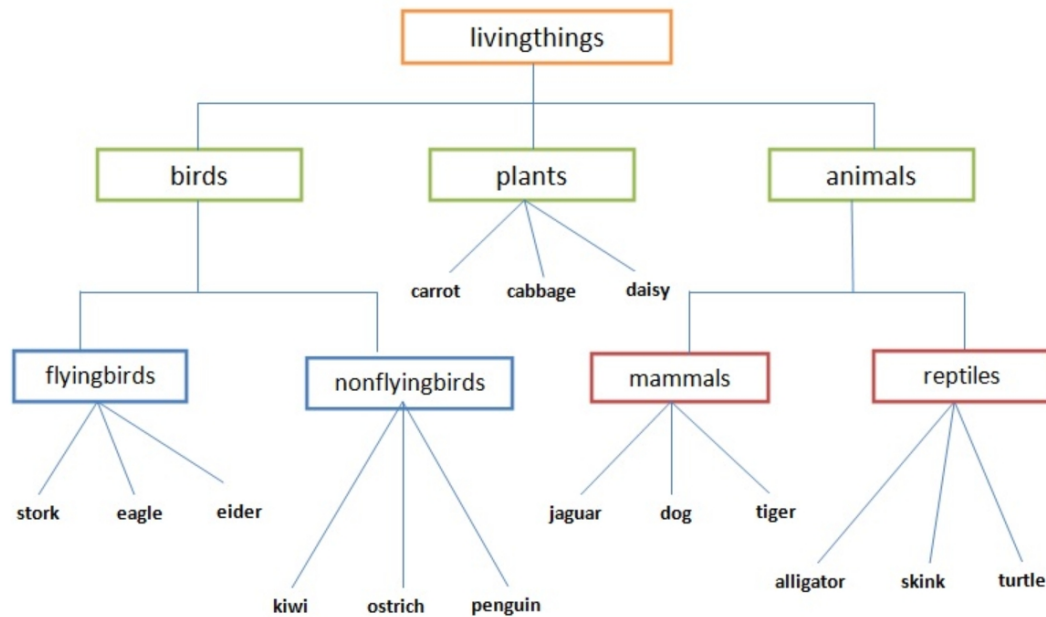 livingthings
birds
plants
animals
carrot
cabbage
daisy
flyingbirds
nonflyingbirds
mammals
reptiles
stork
eagle
eider
jaguar
dog
tiger
kiwi
ostrich
penguin
alligator
skink
turtle